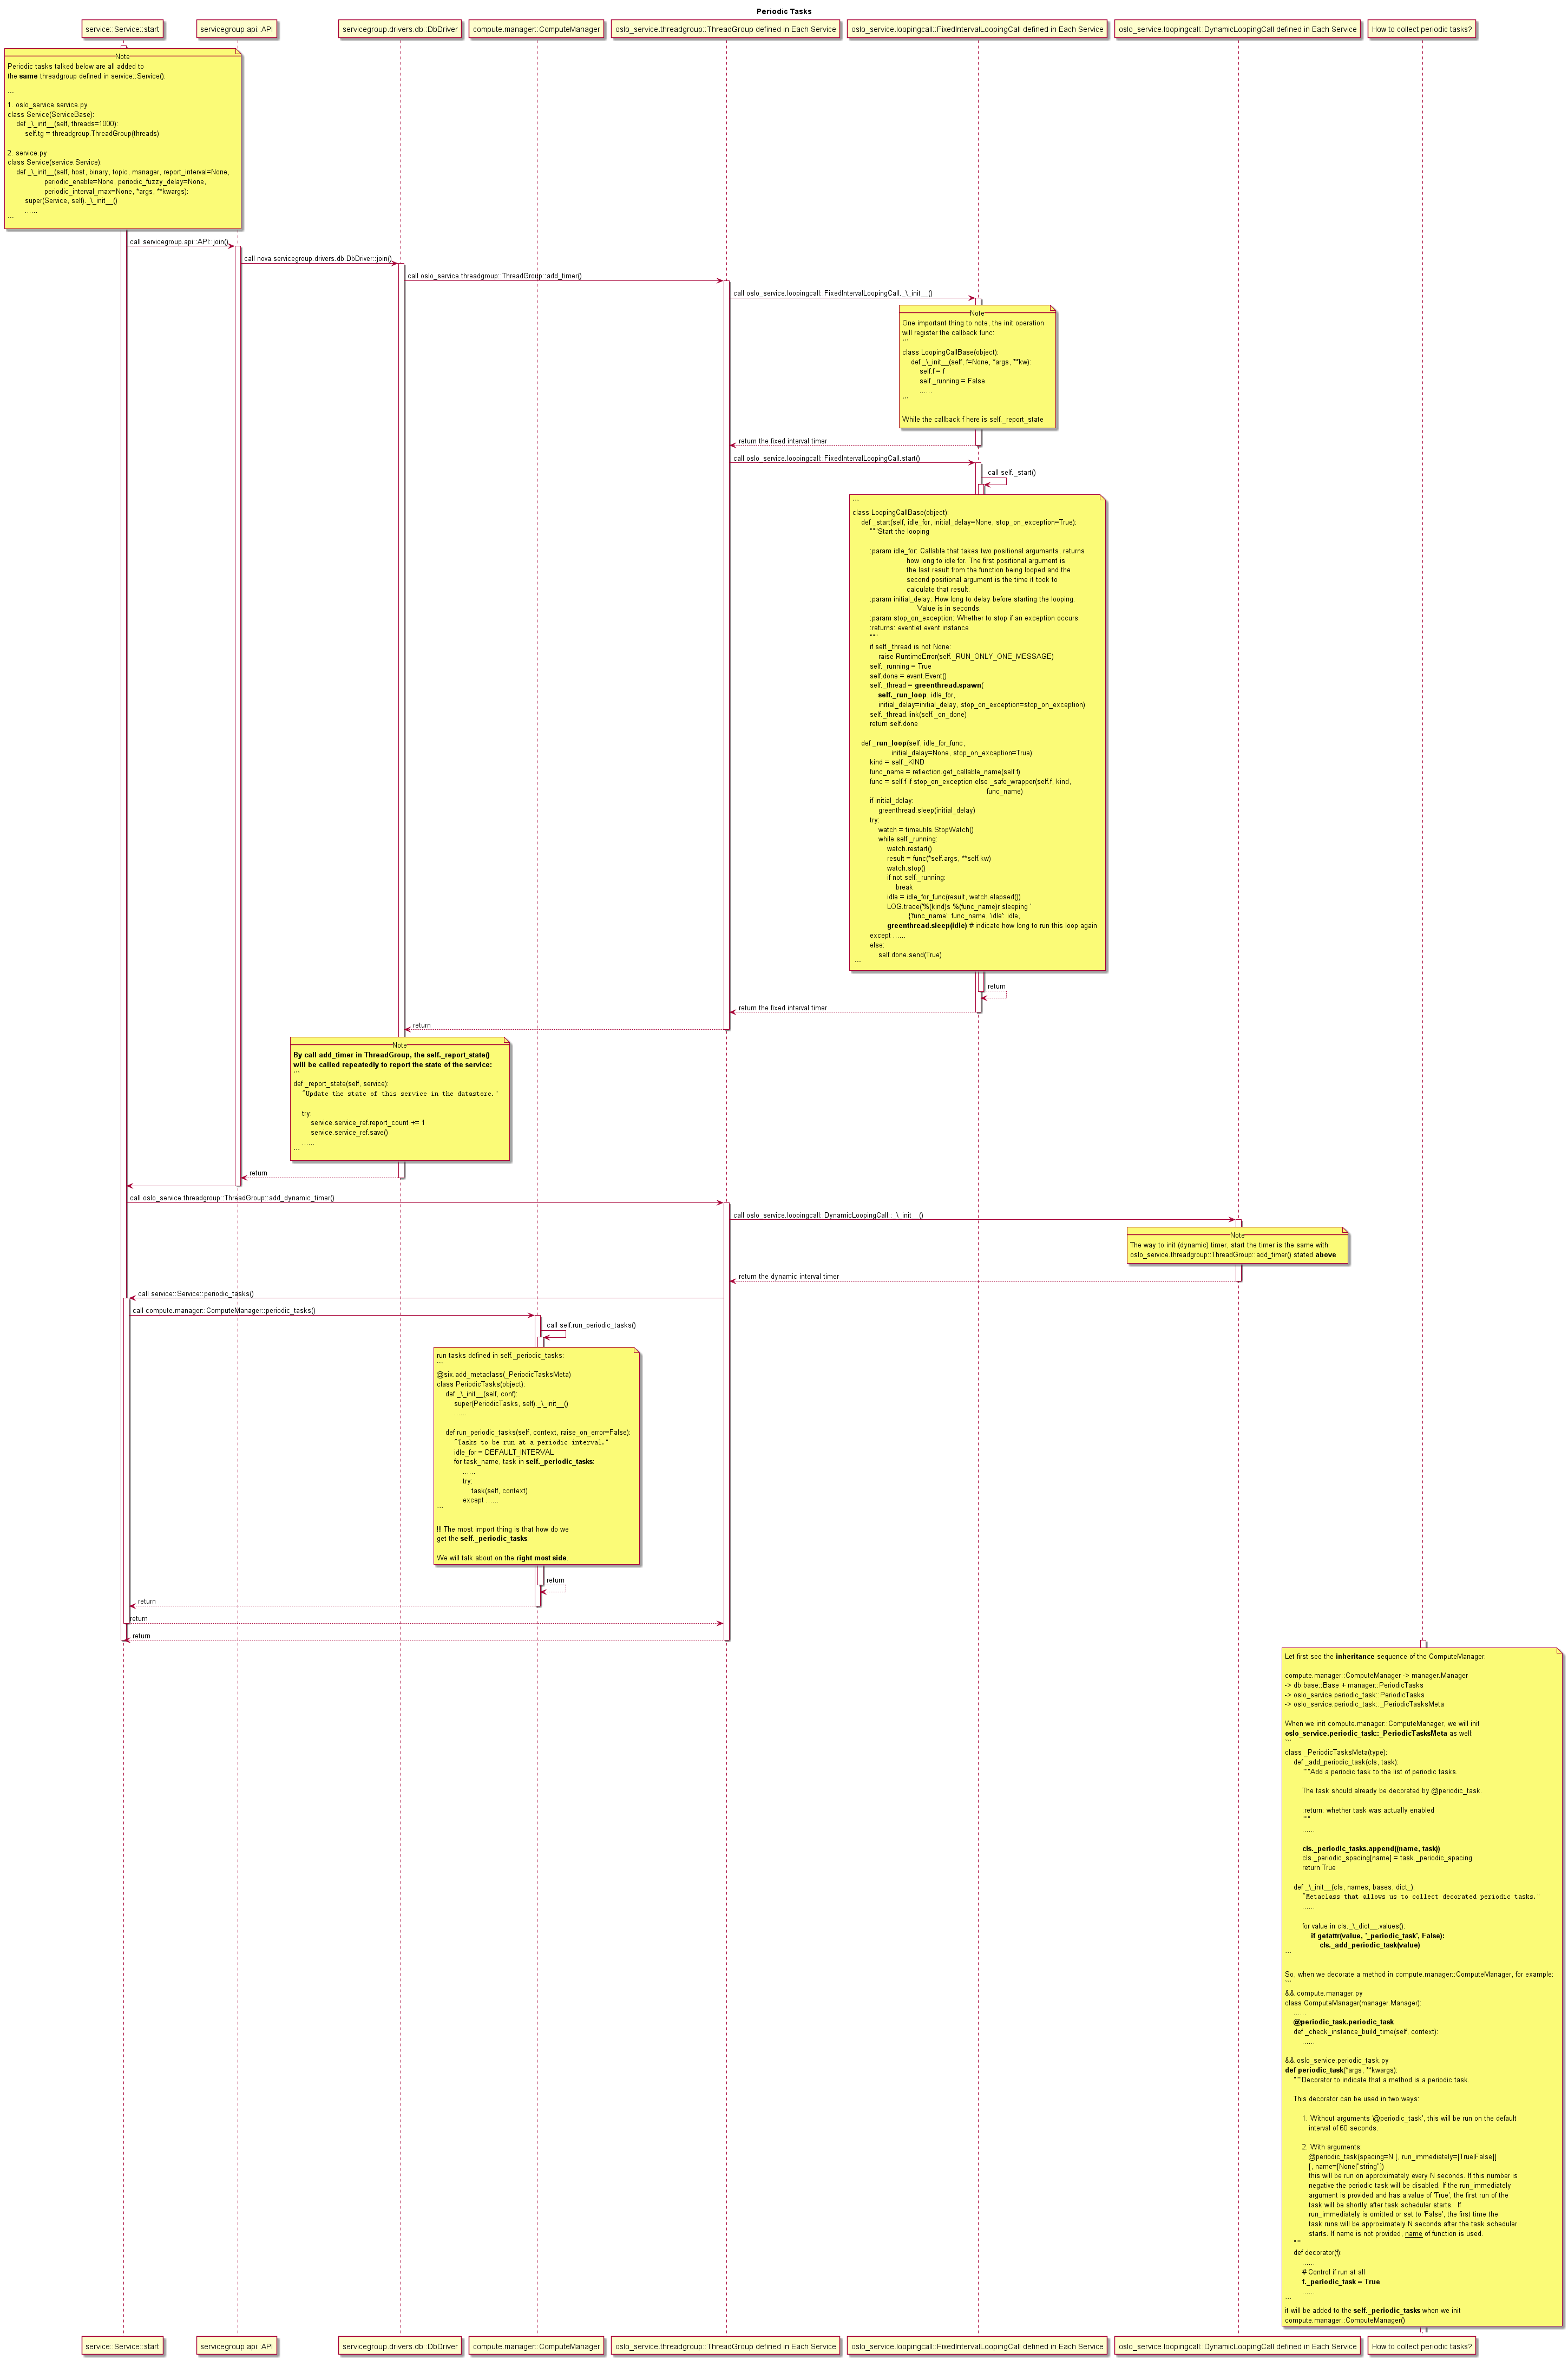 Periodic Tasks
service::Service::start
servicegroup.api::API
servicegroup.drivers.db::DbDriver
compute.manager::ComputeManager
oslo_service.threadgroup::ThreadGroup defined in Each Service
oslo_service.loopingcall::FixedIntervalLoopingCall defined in Each Service
oslo_service.loopingcall::DynamicLoopingCall defined in Each Service
How to collect periodic tasks?
Note
Periodic tasks talked below are all added to
the same threadgroup defined in service::Service():
"""
1. oslo_service.service.py
class Service(ServiceBase):
def _\_init__(self, threads=1000):
self.tg = threadgroup.ThreadGroup(threads)
2. service.py
class Service(service.Service):
def _\_init__(self, host, binary, topic, manager, report_interval=None,
periodic_enable=None, periodic_fuzzy_delay=None,
periodic_interval_max=None, *args, **kwargs):
super(Service, self)._\_init__()
......
"""
call servicegroup.api::API::join()
call nova.servicegroup.drivers.db.DbDriver::join()
call oslo_service.threadgroup::ThreadGroup::add_timer()
call oslo_service.loopingcall::FixedIntervalLoopingCall._\_init__()
Note
One important thing to note, the init operation
will register the callback func:
"""
class LoopingCallBase(object):
def _\_init__(self, f=None, *args, **kw):
self.f = f
self._running = False
......
"""
While the callback f here is self._report_state
return the fixed interval timer
call oslo_service.loopingcall::FixedIntervalLoopingCall.start()
call self._start()
"""
class LoopingCallBase(object):
def _start(self, idle_for, initial_delay=None, stop_on_exception=True):
"""Start the looping
:param idle_for: Callable that takes two positional arguments, returns
how long to idle for. The first positional argument is
the last result from the function being looped and the
second positional argument is the time it took to
calculate that result.
:param initial_delay: How long to delay before starting the looping.
Value is in seconds.
:param stop_on_exception: Whether to stop if an exception occurs.
:returns: eventlet event instance
"""
if self._thread is not None:
raise RuntimeError(self._RUN_ONLY_ONE_MESSAGE)
self._running = True
self.done = event.Event()
self._thread = greenthread.spawn(
self._run_loop, idle_for,
initial_delay=initial_delay, stop_on_exception=stop_on_exception)
self._thread.link(self._on_done)
return self.done
def _run_loop(self, idle_for_func,
initial_delay=None, stop_on_exception=True):
kind = self._KIND
func_name = reflection.get_callable_name(self.f)
func = self.f if stop_on_exception else _safe_wrapper(self.f, kind,
func_name)
if initial_delay:
greenthread.sleep(initial_delay)
try:
watch = timeutils.StopWatch()
while self._running:
watch.restart()
result = func(*self.args, **self.kw)
watch.stop()
if not self._running:
break
idle = idle_for_func(result, watch.elapsed())
LOG.trace('%(kind)s %(func_name)r sleeping '
{'func_name': func_name, 'idle': idle,
greenthread.sleep(idle) # indicate how long to run this loop again
except ......
else:
self.done.send(True)
"""
return
return the fixed interval timer
return
Note
By call add_timer in ThreadGroup, the self._report_state()
will be called repeatedly to report the state of the service:
"""
def _report_state(self, service):
"Update the state of this service in the datastore."
try:
service.service_ref.report_count += 1
service.service_ref.save()
......
"""
return
call oslo_service.threadgroup::ThreadGroup::add_dynamic_timer()
call oslo_service.loopingcall::DynamicLoopingCall::_\_init__()
Note
The way to init (dynamic) timer, start the timer is the same with
oslo_service.threadgroup::ThreadGroup::add_timer() stated above
return the dynamic interval timer
call service::Service::periodic_tasks()
call compute.manager::ComputeManager::periodic_tasks()
call self.run_periodic_tasks()
run tasks defined in self._periodic_tasks:
"""
@six.add_metaclass(_PeriodicTasksMeta)
class PeriodicTasks(object):
def _\_init__(self, conf):
super(PeriodicTasks, self)._\_init__()
......
def run_periodic_tasks(self, context, raise_on_error=False):
"Tasks to be run at a periodic interval."
idle_for = DEFAULT_INTERVAL
for task_name, task in self._periodic_tasks:
......
try:
task(self, context)
except ......
"""
!!! The most import thing is that how do we
get the self._periodic_tasks.
We will talk about on the right most side.
return
return
return
return
Let first see the inheritance sequence of the ComputeManager:
compute.manager::ComputeManager -> manager.Manager
-> db.base::Base + manager::PeriodicTasks
-> oslo_service.periodic_task::PeriodicTasks
-> oslo_service.periodic_task::_PeriodicTasksMeta
When we init compute.manager::ComputeManager, we will init
oslo_service.periodic_task::_PeriodicTasksMeta as well:
"""
class _PeriodicTasksMeta(type):
def _add_periodic_task(cls, task):
"""Add a periodic task to the list of periodic tasks.
The task should already be decorated by @periodic_task.
:return: whether task was actually enabled
"""
......
cls._periodic_tasks.append((name, task))
cls._periodic_spacing[name] = task._periodic_spacing
return True
def _\_init__(cls, names, bases, dict_):
"Metaclass that allows us to collect decorated periodic tasks."
......
for value in cls._\_dict__.values():
if getattr(value, '_periodic_task', False):
cls._add_periodic_task(value)
"""
So, when we decorate a method in compute.manager::ComputeManager, for example:
"""
&& compute.manager.py
class ComputeManager(manager.Manager):
......
@periodic_task.periodic_task
def _check_instance_build_time(self, context):
......
&& oslo_service.periodic_task.py
def periodic_task(*args, **kwargs):
"""Decorator to indicate that a method is a periodic task.
This decorator can be used in two ways:
1. Without arguments '@periodic_task', this will be run on the default
interval of 60 seconds.
2. With arguments:
@periodic_task(spacing=N [, run_immediately=[True|False]]
[, name=[None|"string"])
this will be run on approximately every N seconds. If this number is
negative the periodic task will be disabled. If the run_immediately
argument is provided and has a value of 'True', the first run of the
task will be shortly after task scheduler starts. If
run_immediately is omitted or set to 'False', the first time the
task runs will be approximately N seconds after the task scheduler
starts. If name is not provided, name of function is used.
"""
def decorator(f):
......
# Control if run at all
f._periodic_task = True
......
"""
it will be added to the self._periodic_tasks when we init
compute.manager::ComputeManager()
service::Service::start
servicegroup.api::API
servicegroup.drivers.db::DbDriver
compute.manager::ComputeManager
oslo_service.threadgroup::ThreadGroup defined in Each Service
oslo_service.loopingcall::FixedIntervalLoopingCall defined in Each Service
oslo_service.loopingcall::DynamicLoopingCall defined in Each Service
How to collect periodic tasks?